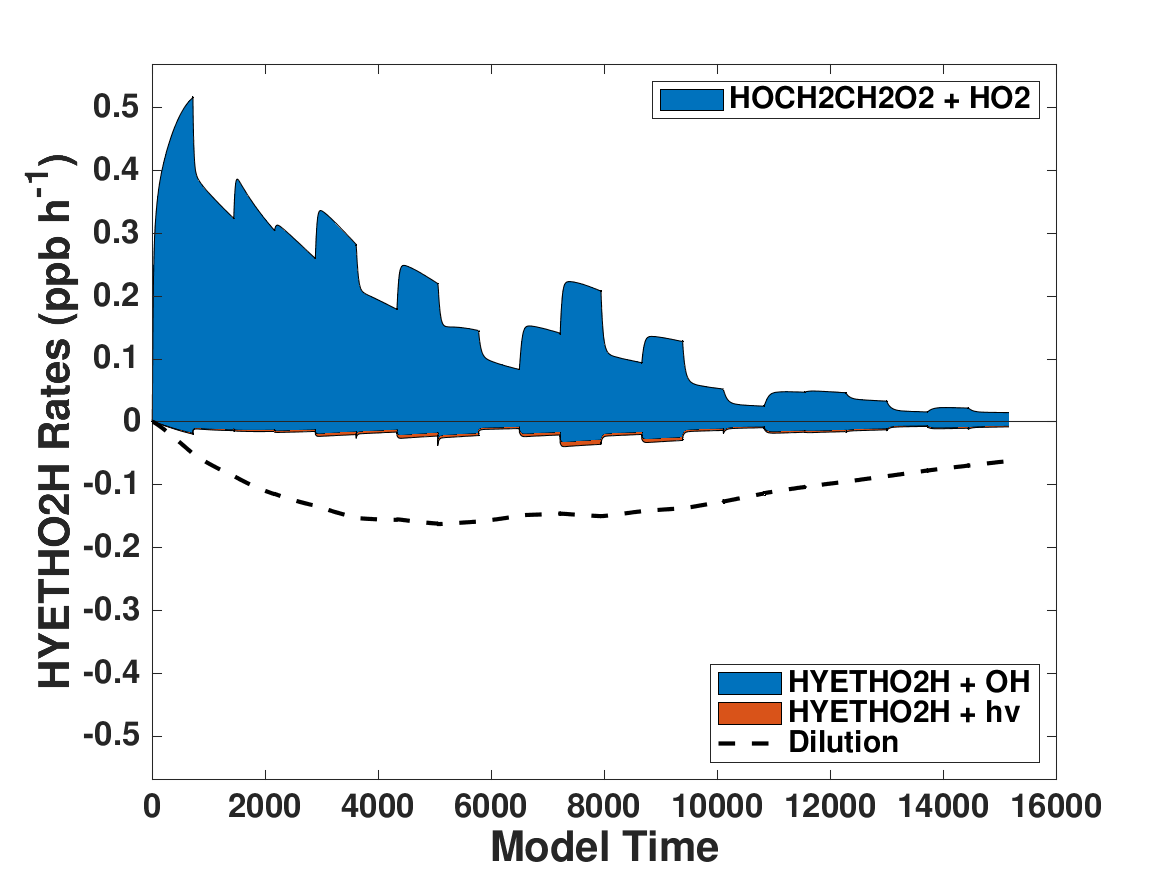 HOCH2CH2O2 + HO2
0.5
0.4
0.3
0.2
0.1
0
-0.1
-0.2
-0.3
-0.4
-0.5
HYETHO2H Rates (ppb h-1)
HYETHO2H + OH
HYETHO2H + hv
Dilution
0 2000 4000 6000 8000 10000 12000 14000 16000
Model Time